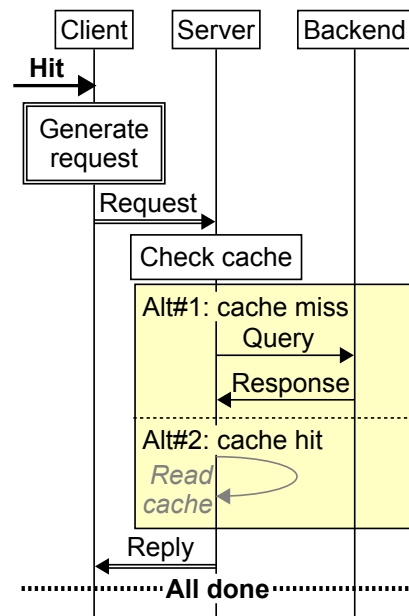 Client Server Backend
Hit
Generate
request
Request
Check cache
Alt#1: cache miss
Query
Response
Alt#2: cache hit
Read
cache
Reply
All done